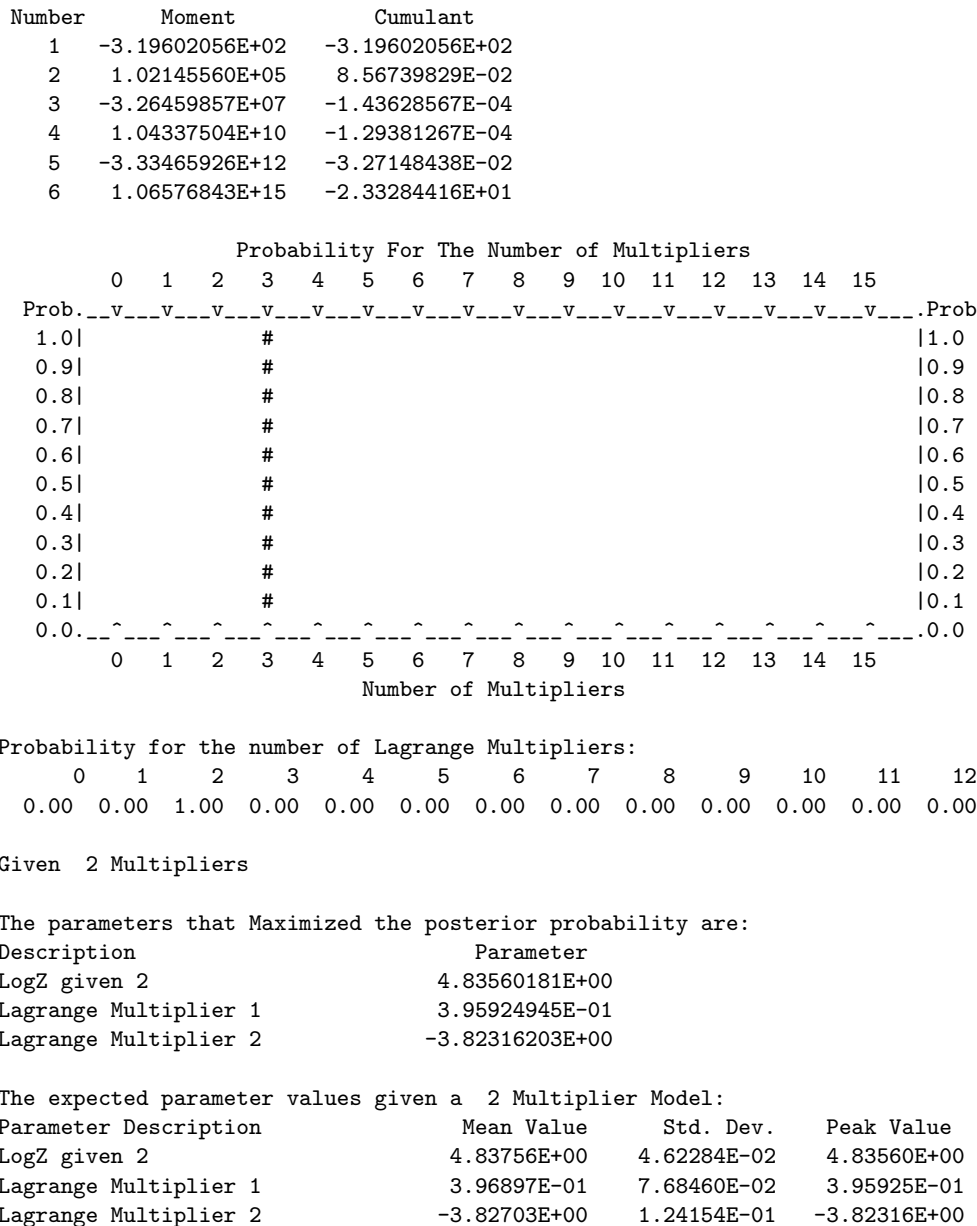 Number Moment Cumulant
1 -3.19602056E+02 -3.19602056E+02
2 1.02145560E+05 8.56739829E-02
3 -3.26459857E+07 -1.43628567E-04
4 1.04337504E+10 -1.29381267E-04
5 -3.33465926E+12 -3.27148438E-02
6 1.06576843E+15 -2.33284416E+01
Probability For The Number of Multipliers
0 1 2 3 4 5 6 7 8 9 10 11 12 13 14 15
Prob.__v___v___v___v___v___v___v___v___v___v___v___v___v___v___v___v___.Prob
1.0| # |1.0
0.9| # |0.9
0.8| # |0.8
0.7| # |0.7
0.6| # |0.6
0.5| # |0.5
0.4| # |0.4
0.3| # |0.3
0.2| # |0.2
0.1| # |0.1
0.0.__^___^___^___^___^___^___^___^___^___^___^___^___^___^___^___^___.0.0
0 1 2 3 4 5 6 7 8 9 10 11 12 13 14 15
Number of Multipliers
Probability for the number of Lagrange Multipliers:
0 1 2 3 4 5 6 7 8 9 10 11 12
0.00 0.00 1.00 0.00 0.00 0.00 0.00 0.00 0.00 0.00 0.00 0.00 0.00
Given 2 Multipliers
The parameters that Maximized the posterior probability are:
Description Parameter
LogZ given 2 4.83560181E+00
Lagrange Multiplier 1 3.95924945E-01
Lagrange Multiplier 2 -3.82316203E+00
The expected parameter values given a 2 Multiplier Model:
Parameter Description Mean Value Std. Dev. Peak Value
LogZ given 2 4.83756E+00 4.62284E-02 4.83560E+00
Lagrange Multiplier 1 3.96897E-01 7.68460E-02 3.95925E-01
Lagrange Multiplier 2 -3.82703E+00 1.24154E-01 -3.82316E+00